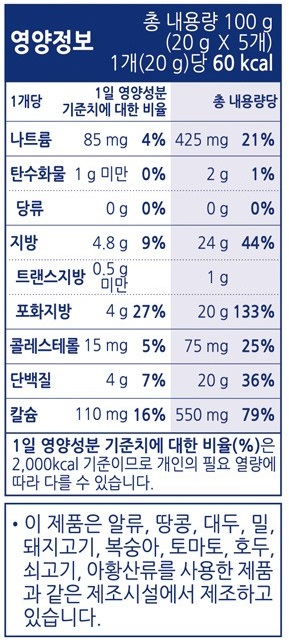 영양정보
총 내용량 100 g
(20 g X 5개)
1개(20 g)당 60 kcal
1개당 1일 영양성분 기준치에 대한 비율 총 내용량당
나트륨 85 mg 4% 425 mg 21%
탄수화물 1 g 미만 0% 2 g 1%
당류 0 g 0% 0 g 0%
지방 4.8 g 9% 24 g 44%
트랜스지방 0.5 g 미만 1 g
포화지방 4 g 27% 20 g 133%
콜레스테롤 15 mg 5% 75 mg 25%
단백질 4 g 7% 20 g 36%
칼슘 110 mg 16% 550 mg 79%
1일 영양성분 기준치에 대한 비율(%)은
2,000kcal 기준이므로 개인의 필요 열량에
따라 다를 수 있습니다.
• 이 제품은 알류, 땅콩, 대두, 밀,
돼지고기, 복숭아, 토마토, 호두,
쇠고기, 아황산류를 사용한 제품
과 같은 제조시설에서 제조하고
있습니다.